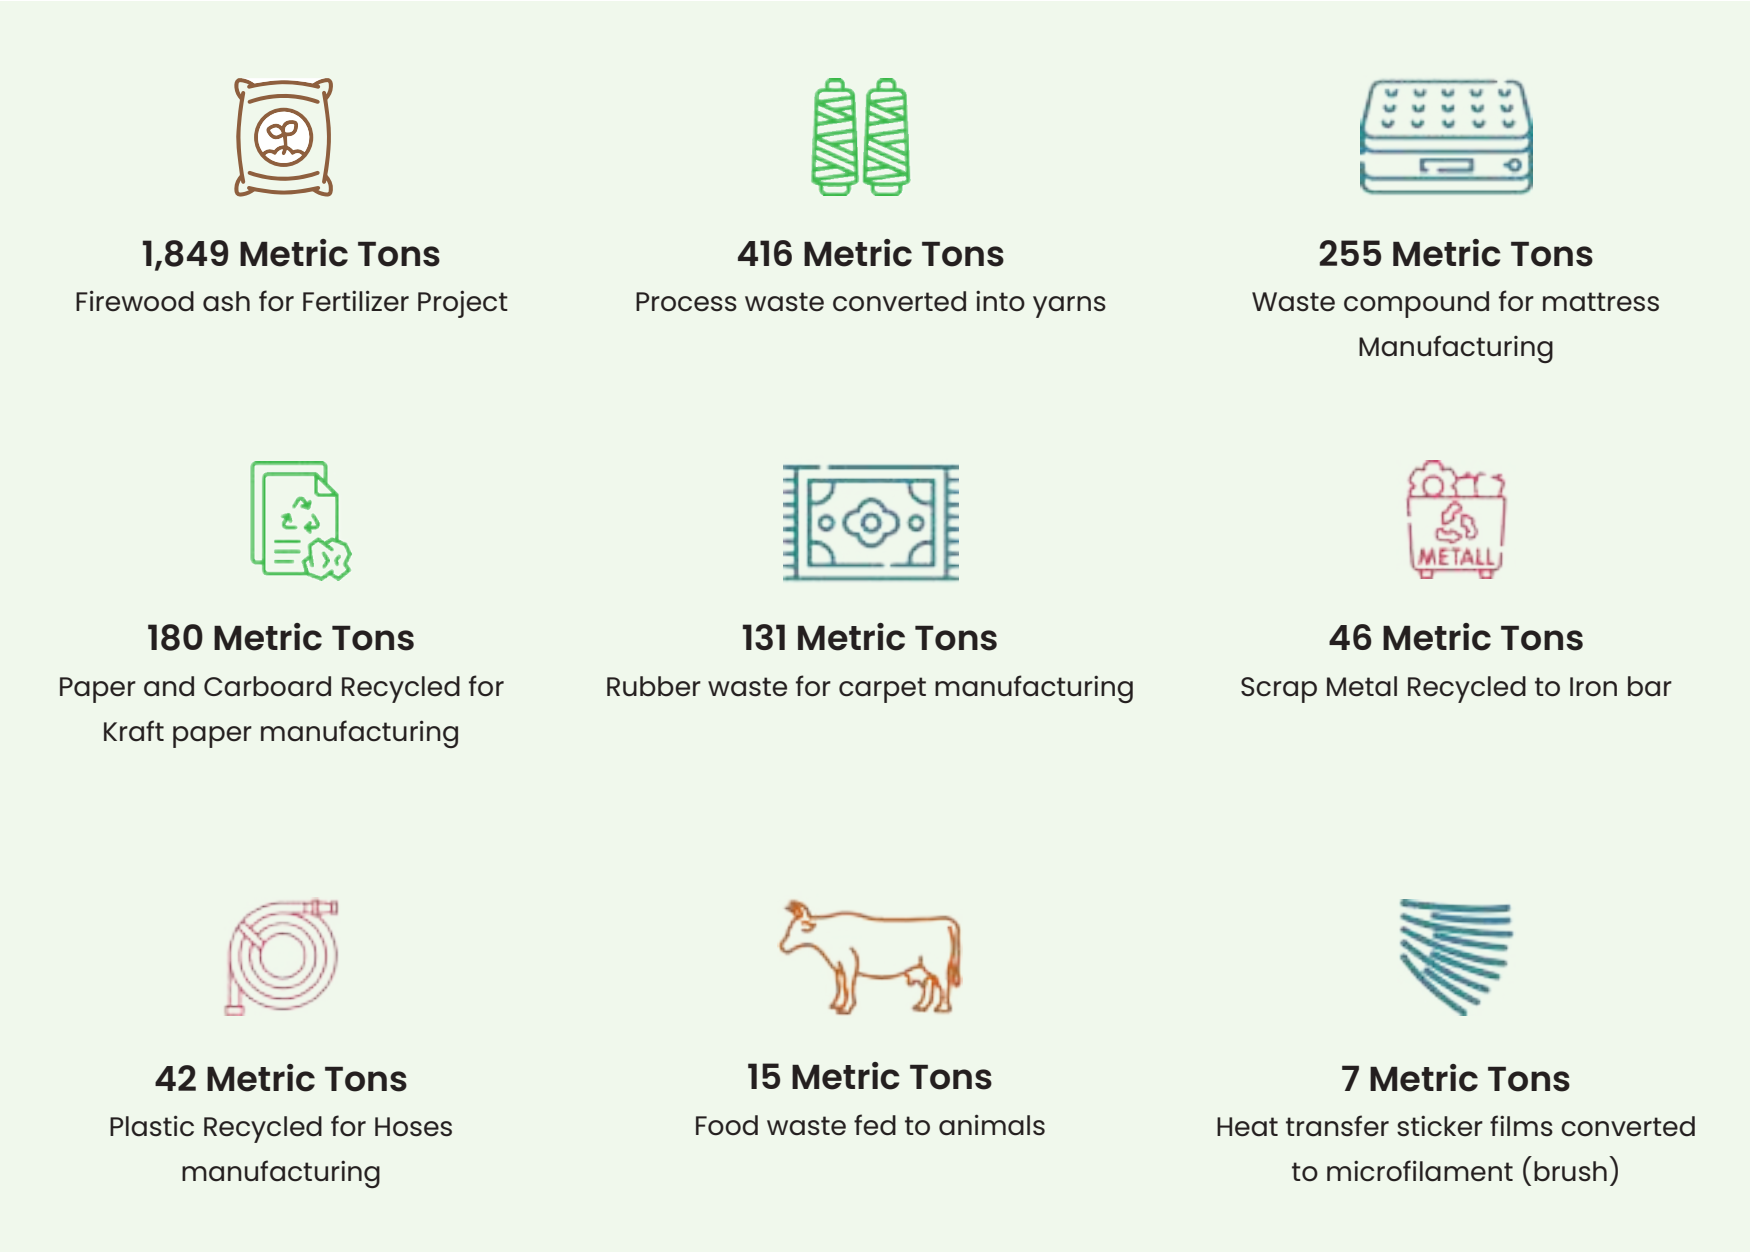 1,849 Metric Tons
Firewood ash for Fertilizer Project
416 Metric Tons
Process waste converted into yarns
255 Metric Tons
Waste compound for mattress
Manufacturing
180 Metric Tons
Paper and Carboard Recycled for
Kraft paper manufacturing
131 Metric Tons
Rubber waste for carpet manufacturing
METALL
46 Metric Tons
Scrap Metal Recycled to Iron bar
42 Metric Tons
Plastic Recycled for Hoses
manufacturing
15 Metric Tons
Food waste fed to animals
7 Metric Tons
Heat transfer sticker films converted
to microfilament (brush)